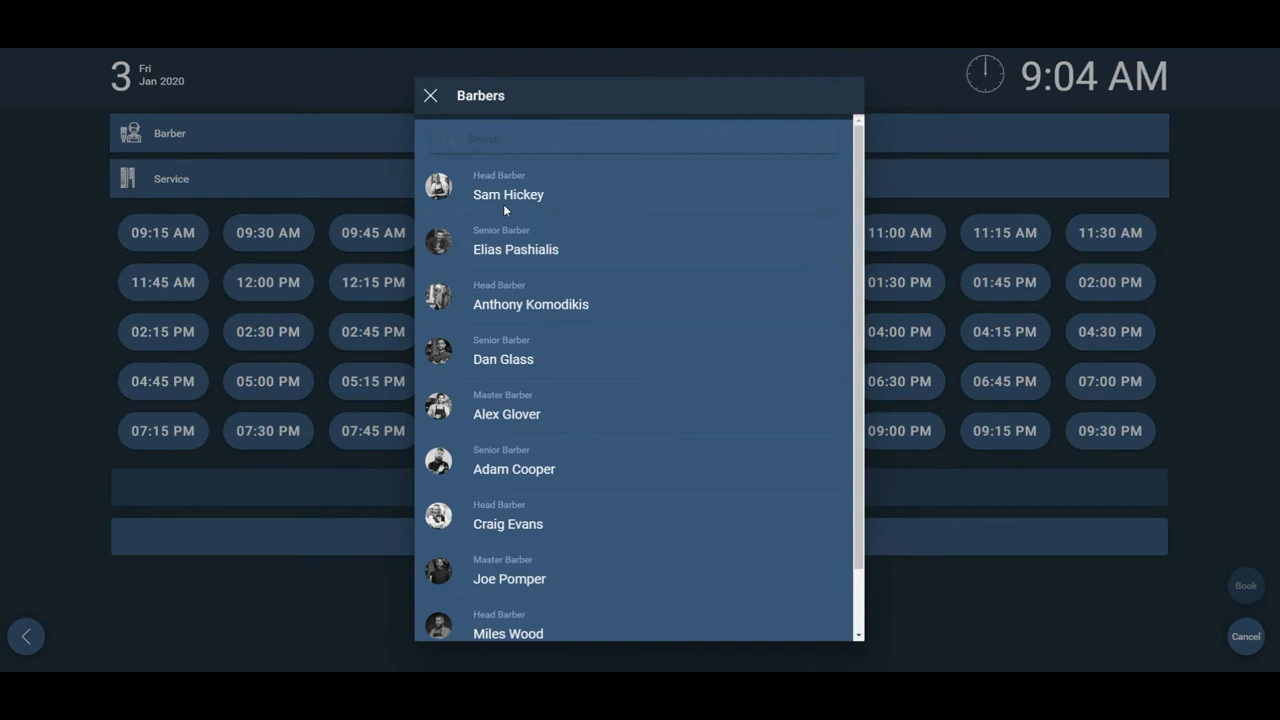 3
Fri
Jan 2020
9:04 AM
Barbers
Barber
Search
Service
Head Barber
Sam Hickey
Senior Barber
Elias Pashialis
Head Barber
Anthony Komodikis
Senior Barber
Dan Glass
Master Barber
Alex Glover
Senior Barber
Adam Cooper
Head Barber
Craig Evans
Master Barber
Joe Pomper
Head Barber
Miles Wood
09:15 AM 09:30 AM 09:45 AM 11:00 AM 11:15 AM 11:30 AM
11:45 AM 12:00 PM 12:15 PM 01:30 PM 01:45 PM 02:00 PM
02:15 PM 02:30 PM 02:45 PM 04:00 PM 04:15 PM 04:30 PM
04:45 PM 05:00 PM 05:15 PM 06:30 PM 06:45 PM 07:00 PM
07:15 PM 07:30 PM 07:45 PM 09:00 PM 09:15 PM 09:30 PM
Book
Cancel